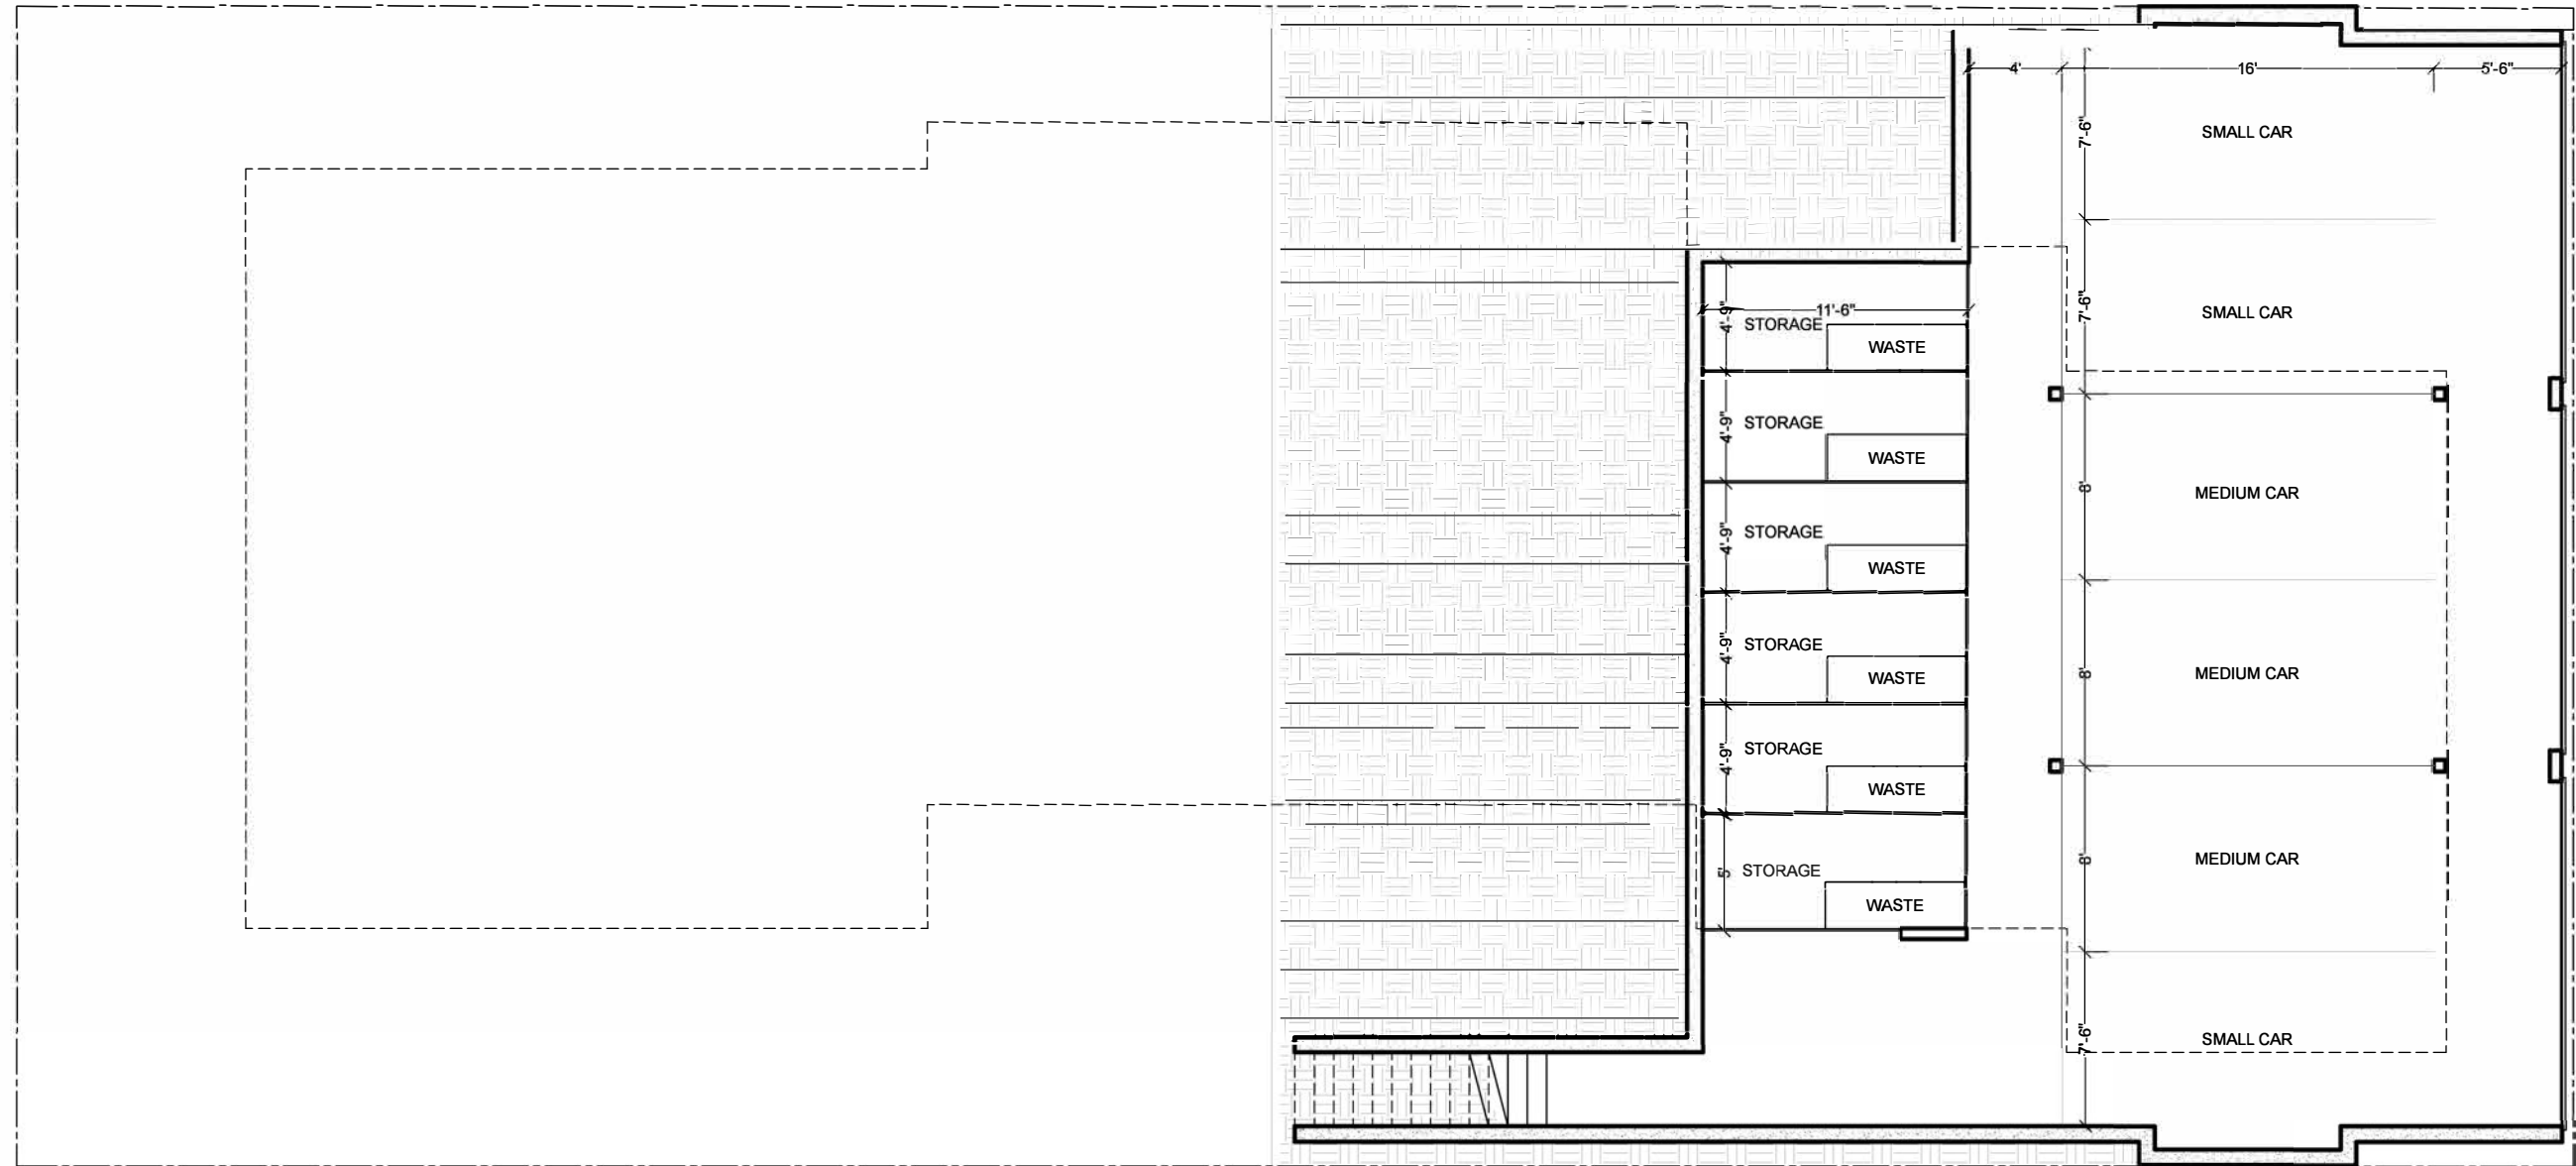 4'
16'
5'-6"
7'-6"
SMALL CAR
7'-6"
SMALL CAR
11'-6"
4'-9"
STORAGE
WASTE
4'-9"
STORAGE
WASTE
8'
MEDIUM CAR
4'-9"
STORAGE
WASTE
4'-9"
STORAGE
WASTE
8'
MEDIUM CAR
4'-9"
STORAGE
WASTE
8'
MEDIUM CAR
5'
STORAGE
WASTE
7'-6"
SMALL CAR